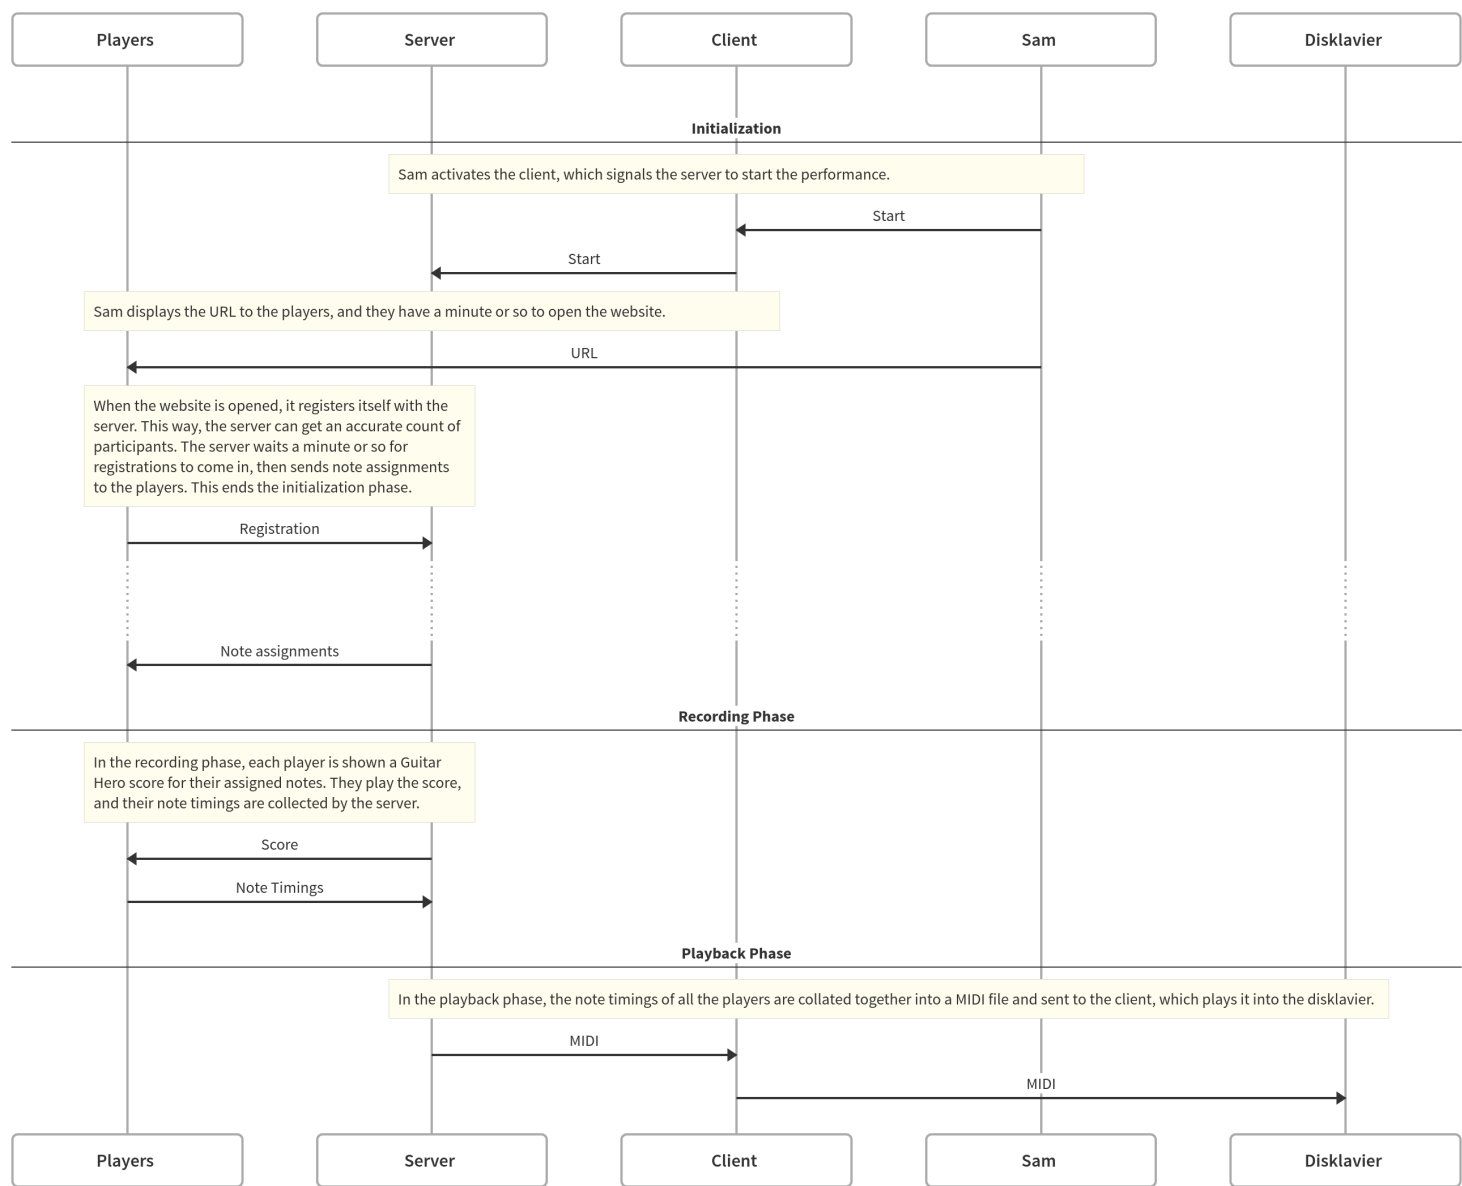 Players
Server
Client
Sam
Disklavier
Initialization
Sam activates the client, which signals the server to start the performance.
Start
Start
Sam displays the URL to the players, and they have a minute or so to open the website.
URL
When the website is opened, it registers itself with the
server. This way, the server can get an accurate count of
participants. The server waits a minute or so for
registrations to come in, then sends note assignments
to the players. This ends the initialization phase.
Registration
Note assignments
Recording Phase
In the recording phase, each player is shown a Guitar
Hero score for their assigned notes. They play the score,
and their note timings are collected by the server.
Score
Note Timings
Playback Phase
In the playback phase, the note timings of all the players are collated together into a MIDI file and sent to the client, which plays it into the disklavier.
MIDI
MIDI
Players
Server
Client
Sam
Disklavier